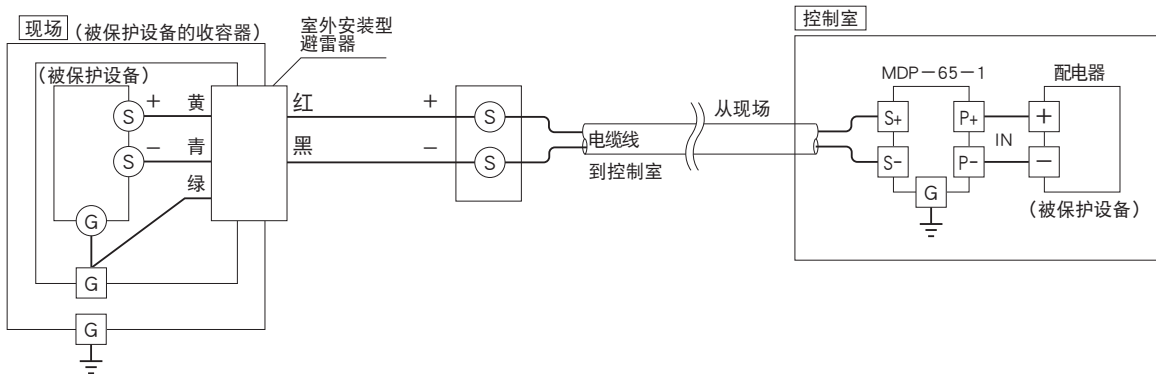 现场 (被保护设备的收容器)
室外安装型
避雷器
(被保护设备)
S + 黄
S － 青
绿
G
G
G
红 + S
黑 － S
电缆线
从现场
到控制室
控制室
MDP－65－1
配电器
S+ P+ +
IN
S- P- －
G
(被保护设备)